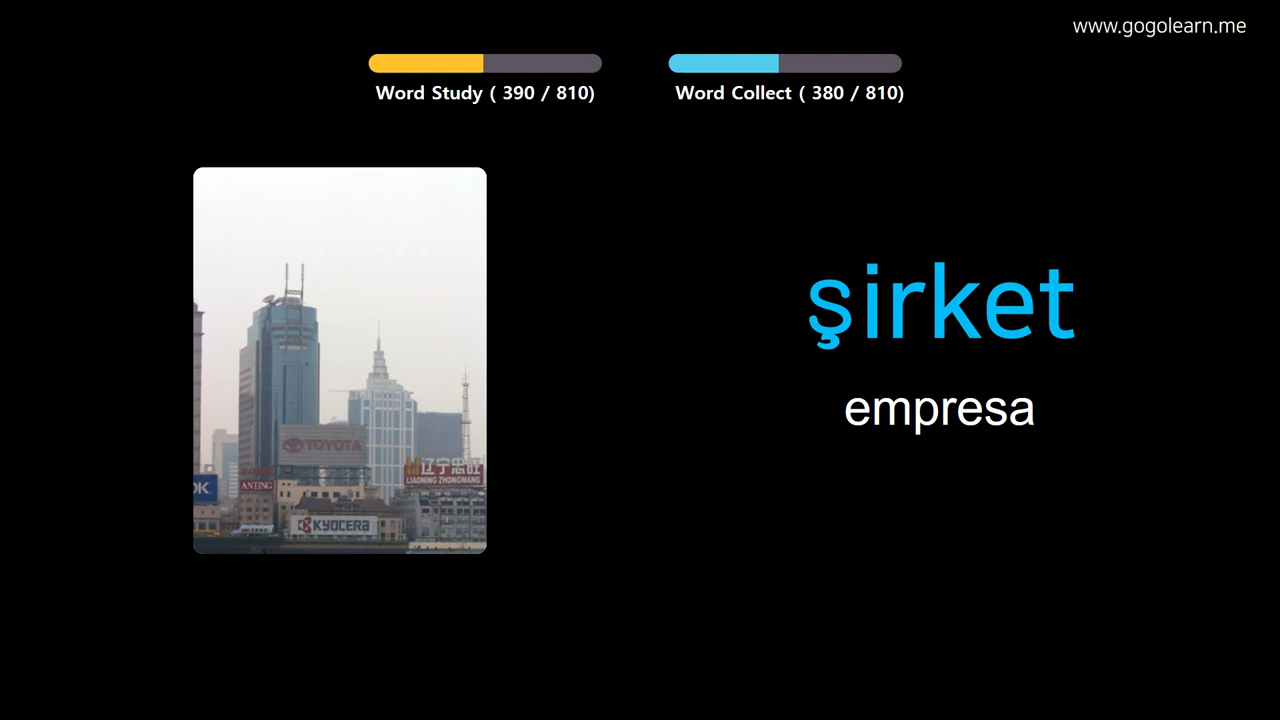 www.gogolearn.me
Word Study ( 390 / 810)
Word Collect ( 380 / 810)
şirket
empresa
TOYOTA
辽宁忠旺
LIAONING ZHONGWANG
OK
ANTING
KYOCERA